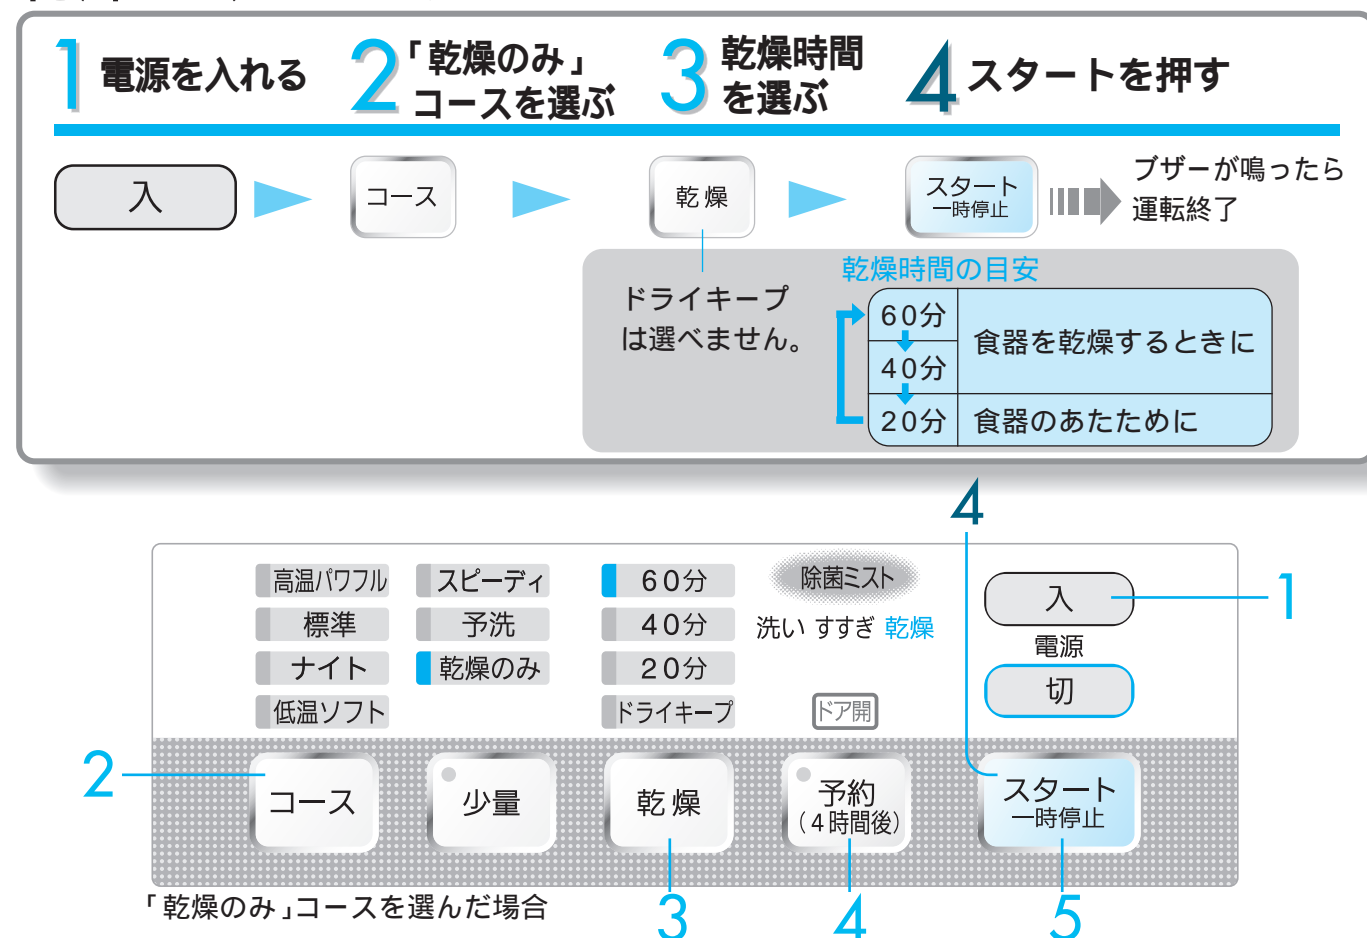 1 電源を入れる
2 「乾燥のみ」
コースを選ぶ
3 乾燥時間
を選ぶ
4 スタートを押す
入
コース
乾燥
スタート
一時停止
ブザーが鳴ったら
運転終了
ドライキープ
は選べません。
乾燥時間の目安
60分
40分
食器を乾燥するときに
20分 食器のあたために
4
高温パワフル スピーディ 60分 除菌ミスト
標準 予洗 40分 洗い すすぎ 乾燥
ナイト 乾燥のみ 20分
低温ソフト ドライキープ ドア開
入 1
電源
切
2 コース 少量 乾燥
予約
(4時間後)
スタート
一時停止
「乾燥のみ」コースを選んだ場合
3 4 5